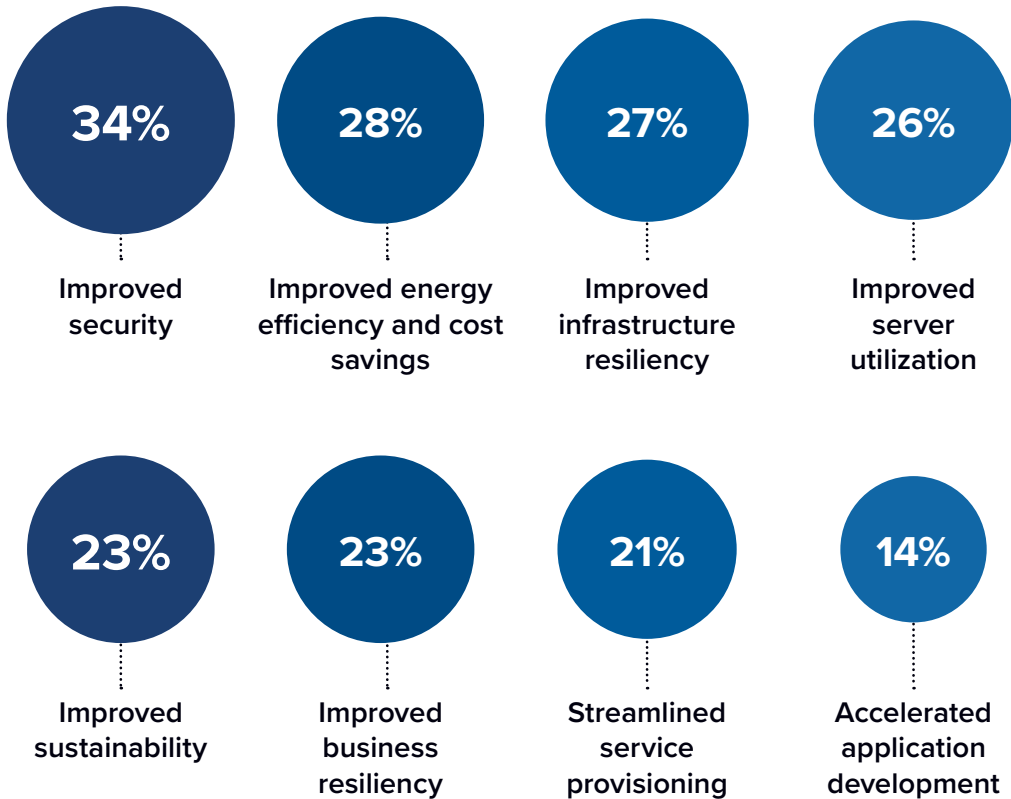 34%
Improved
security
28%
Improved energy
efficiency and cost
savings
27%
Improved
infrastructure
resiliency
26%
Improved
server
utilization
23%
Improved
sustainability
23%
Improved
business
resiliency
21%
Streamlined
service
provisioning
14%
Accelerated
application
development